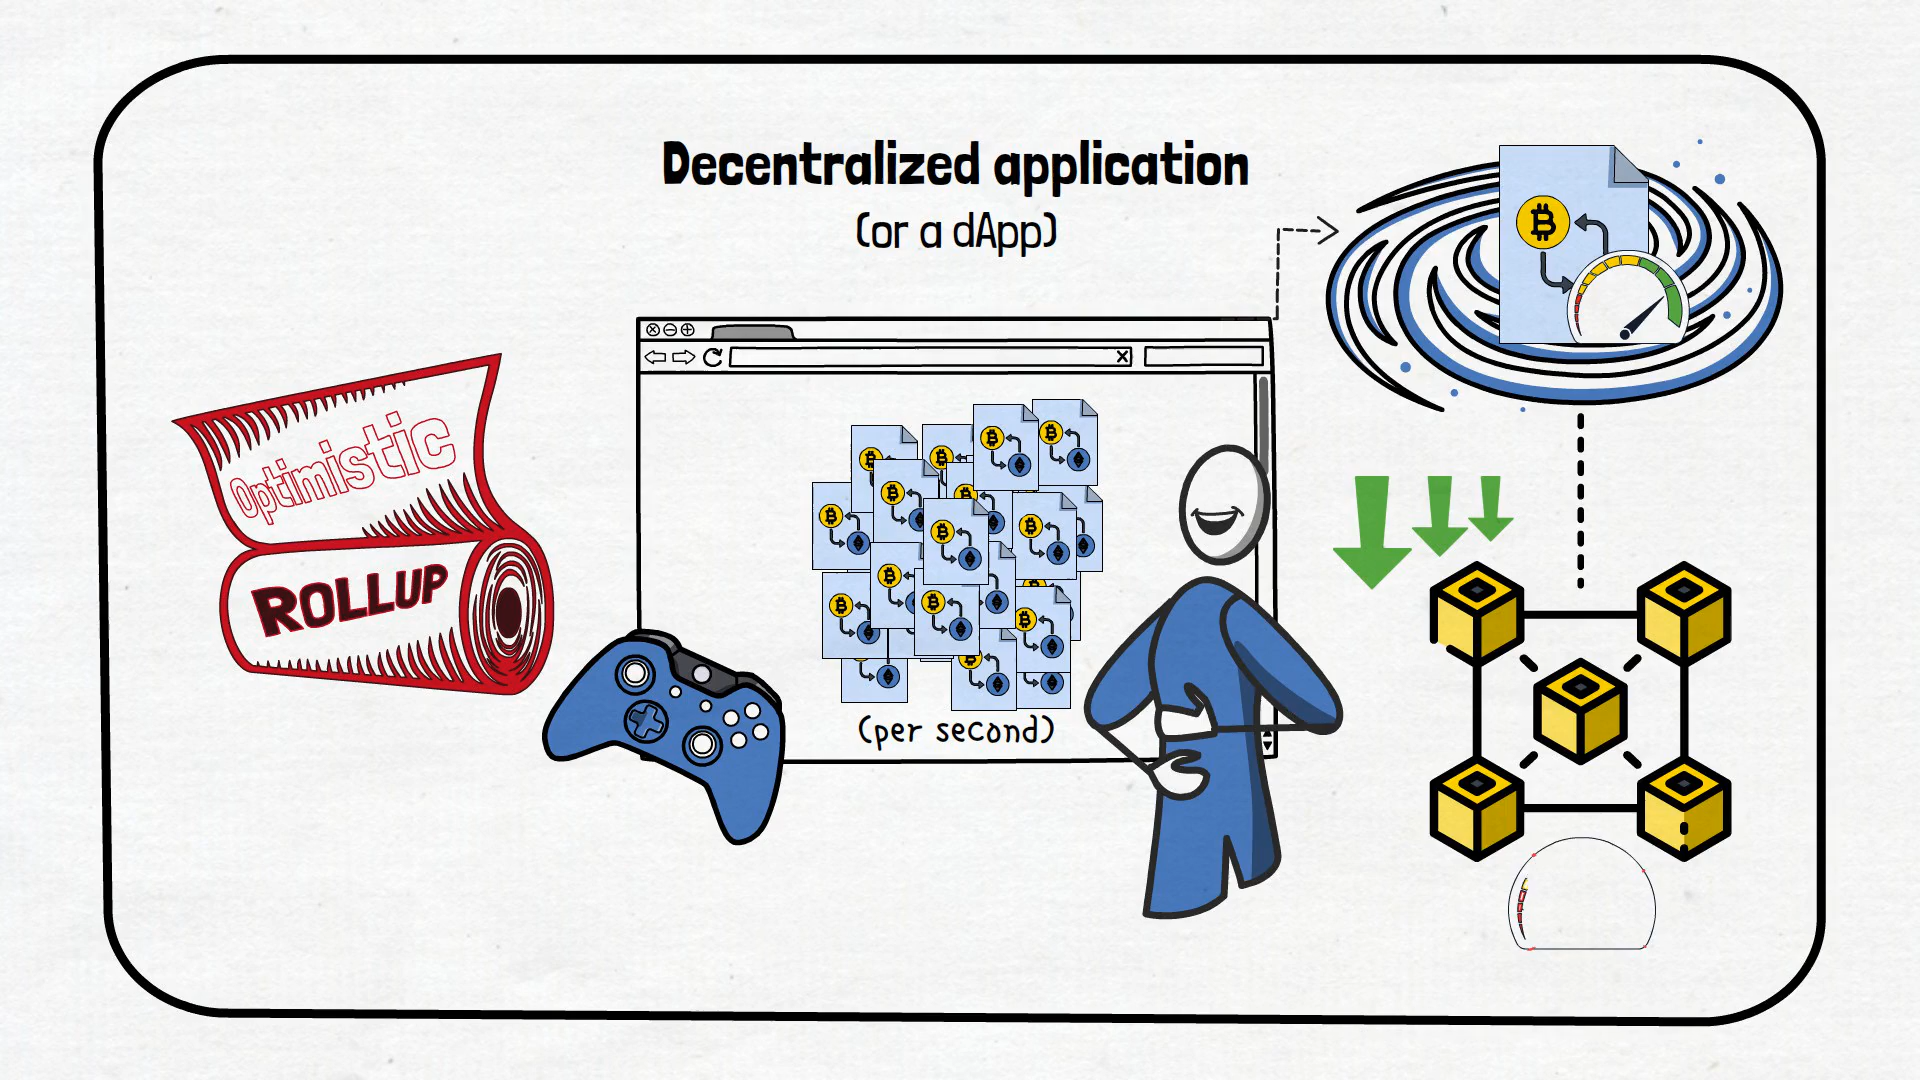 Decentralized application
(or a dApp)
Optimistic
ROLLUP
(per second)